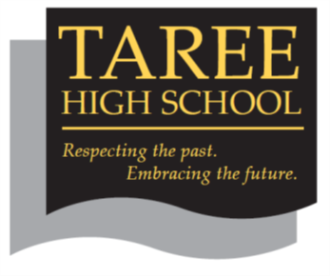 TAREE
HIGH SCHOOL
Respecting the past.
Embracing the future.